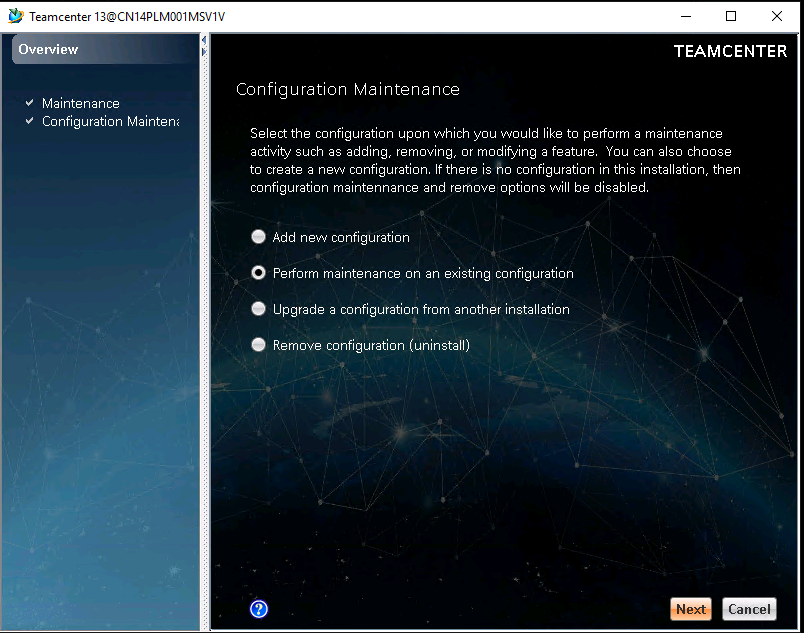 Teamcenter 13@CN14PLM001MSV1V
Overview
Maintenance
Configuration Maintena
TEAMCENTER
Configuration Maintenance
Select the configuration upon which you would like to perform a maintenance
activity such as adding, removing, or modifying a feature.  You can also choose
to create a new configuration. If there is no configuration in this installation, then
configuration maintennance and remove options will be disabled.
Add new configuration
Perform maintenance on an existing configuration
Upgrade a configuration from another installation
Remove configuration (uninstall)
?
Next
Cancel